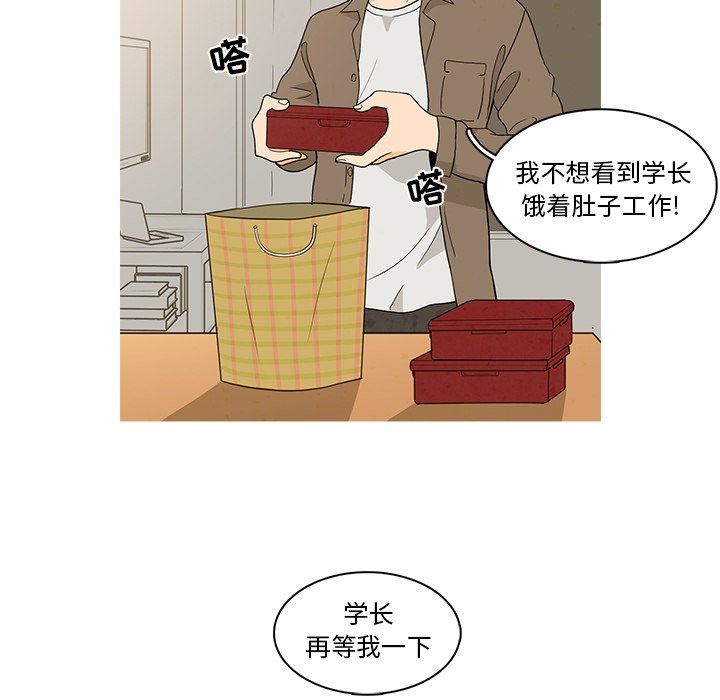 嗒
嗒
我不想看到学长
饿着肚子工作!
学长
再等我一下